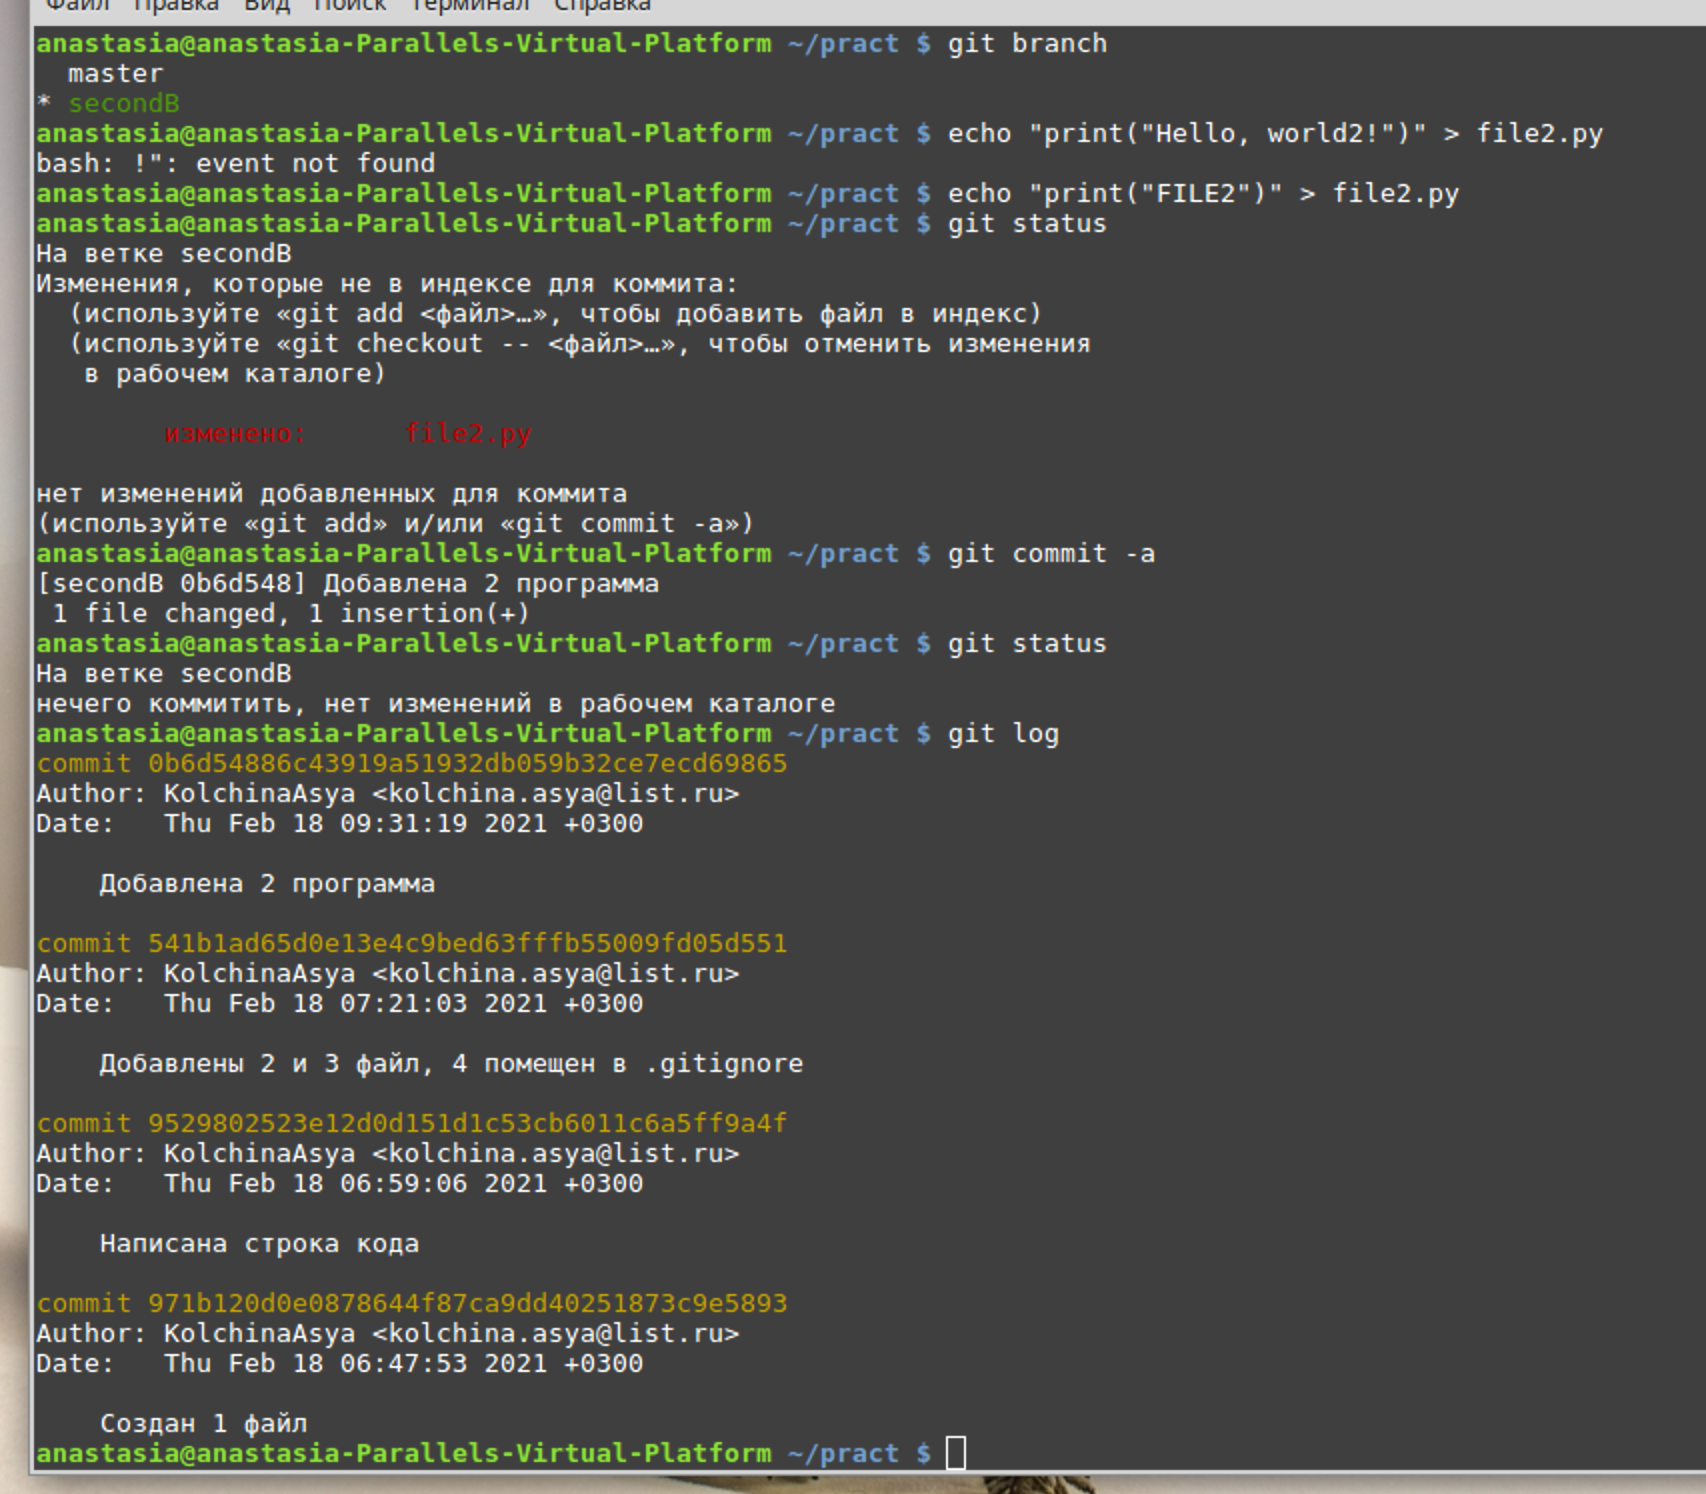 Файл Правка Вид Поиск Терминал Справка
anastasia@anastasia-Parallels-Virtual-Platform ~/pract $ git branch
  master
* secondB
anastasia@anastasia-Parallels-Virtual-Platform ~/pract $ echo "print("Hello, world2!")" > file2.py
bash: !": event not found
anastasia@anastasia-Parallels-Virtual-Platform ~/pract $ echo "print("FILE2")" > file2.py
anastasia@anastasia-Parallels-Virtual-Platform ~/pract $ git status
На ветке secondB
Изменения, которые не в индексе для коммита:
  (используйте «git add <файл>…», чтобы добавить файл в индекс)
  (используйте «git checkout -- <файл>…», чтобы отменить изменения
   в рабочем каталоге)
        изменено:      file2.py
нет изменений добавленных для коммита
(используйте «git add» и/или «git commit -a»)
anastasia@anastasia-Parallels-Virtual-Platform ~/pract $ git commit -a
[secondB 0b6d548] Добавлена 2 программа
 1 file changed, 1 insertion(+)
anastasia@anastasia-Parallels-Virtual-Platform ~/pract $ git status
На ветке secondB
нечего коммитить, нет изменений в рабочем каталоге
anastasia@anastasia-Parallels-Virtual-Platform ~/pract $ git log
commit 0b6d54886c43919a51932db059b32ce7ecd69865
Author: KolchinaAsya <kolchina.asya@list.ru>
Date:   Thu Feb 18 09:31:19 2021 +0300
    Добавлена 2 программа
commit 541b1ad65d0e13e4c9bed63fffb55009fd05d551
Author: KolchinaAsya <kolchina.asya@list.ru>
Date:   Thu Feb 18 07:21:03 2021 +0300
    Добавлены 2 и 3 файл, 4 помещен в .gitignore
commit 9529802523e12d0d151d1c53cb6011c6a5ff9a4f
Author: KolchinaAsya <kolchina.asya@list.ru>
Date:   Thu Feb 18 06:59:06 2021 +0300
    Написана строка кода
commit 971b120d0e0878644f87ca9dd40251873c9e5893
Author: KolchinaAsya <kolchina.asya@list.ru>
Date:   Thu Feb 18 06:47:53 2021 +0300
    Создан 1 файл
anastasia@anastasia-Parallels-Virtual-Platform ~/pract $